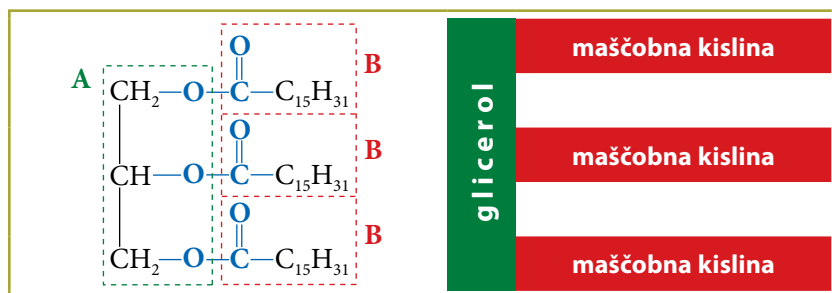 O
A
CH₂—O—C—C₁₅H₃₁
B
O
CH—O—C—C₁₅H₃₁
B
O
CH₂—O—C—C₁₅H₃₁
B
glicerol
maščobna kislina
maščobna kislina
maščobna kislina